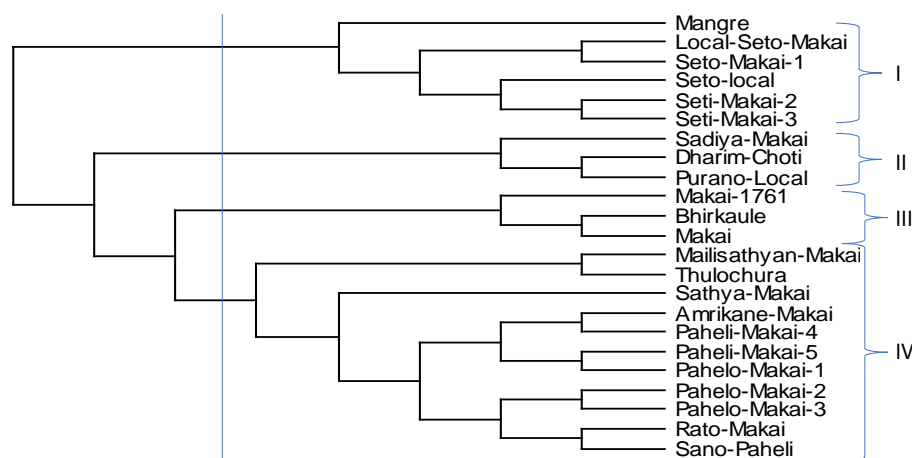 Mangre
Local-Seto-Makai
Seto-Makai-1
Seto-local
Seti-Makai-2
Seti-Makai-3
I
Sadiya-Makai
Dharim-Choti
Purano-Local
II
Makai-1761
Bhirkaule
Makai
III
Mailisathyan-Makai
Thulochura
Sathya-Makai
Amrikane-Makai
Paheli-Makai-4
Paheli-Makai-5
Pahelo-Makai-1
Pahelo-Makai-2
Pahelo-Makai-3
Rato-Makai
Sano-Paheli
IV